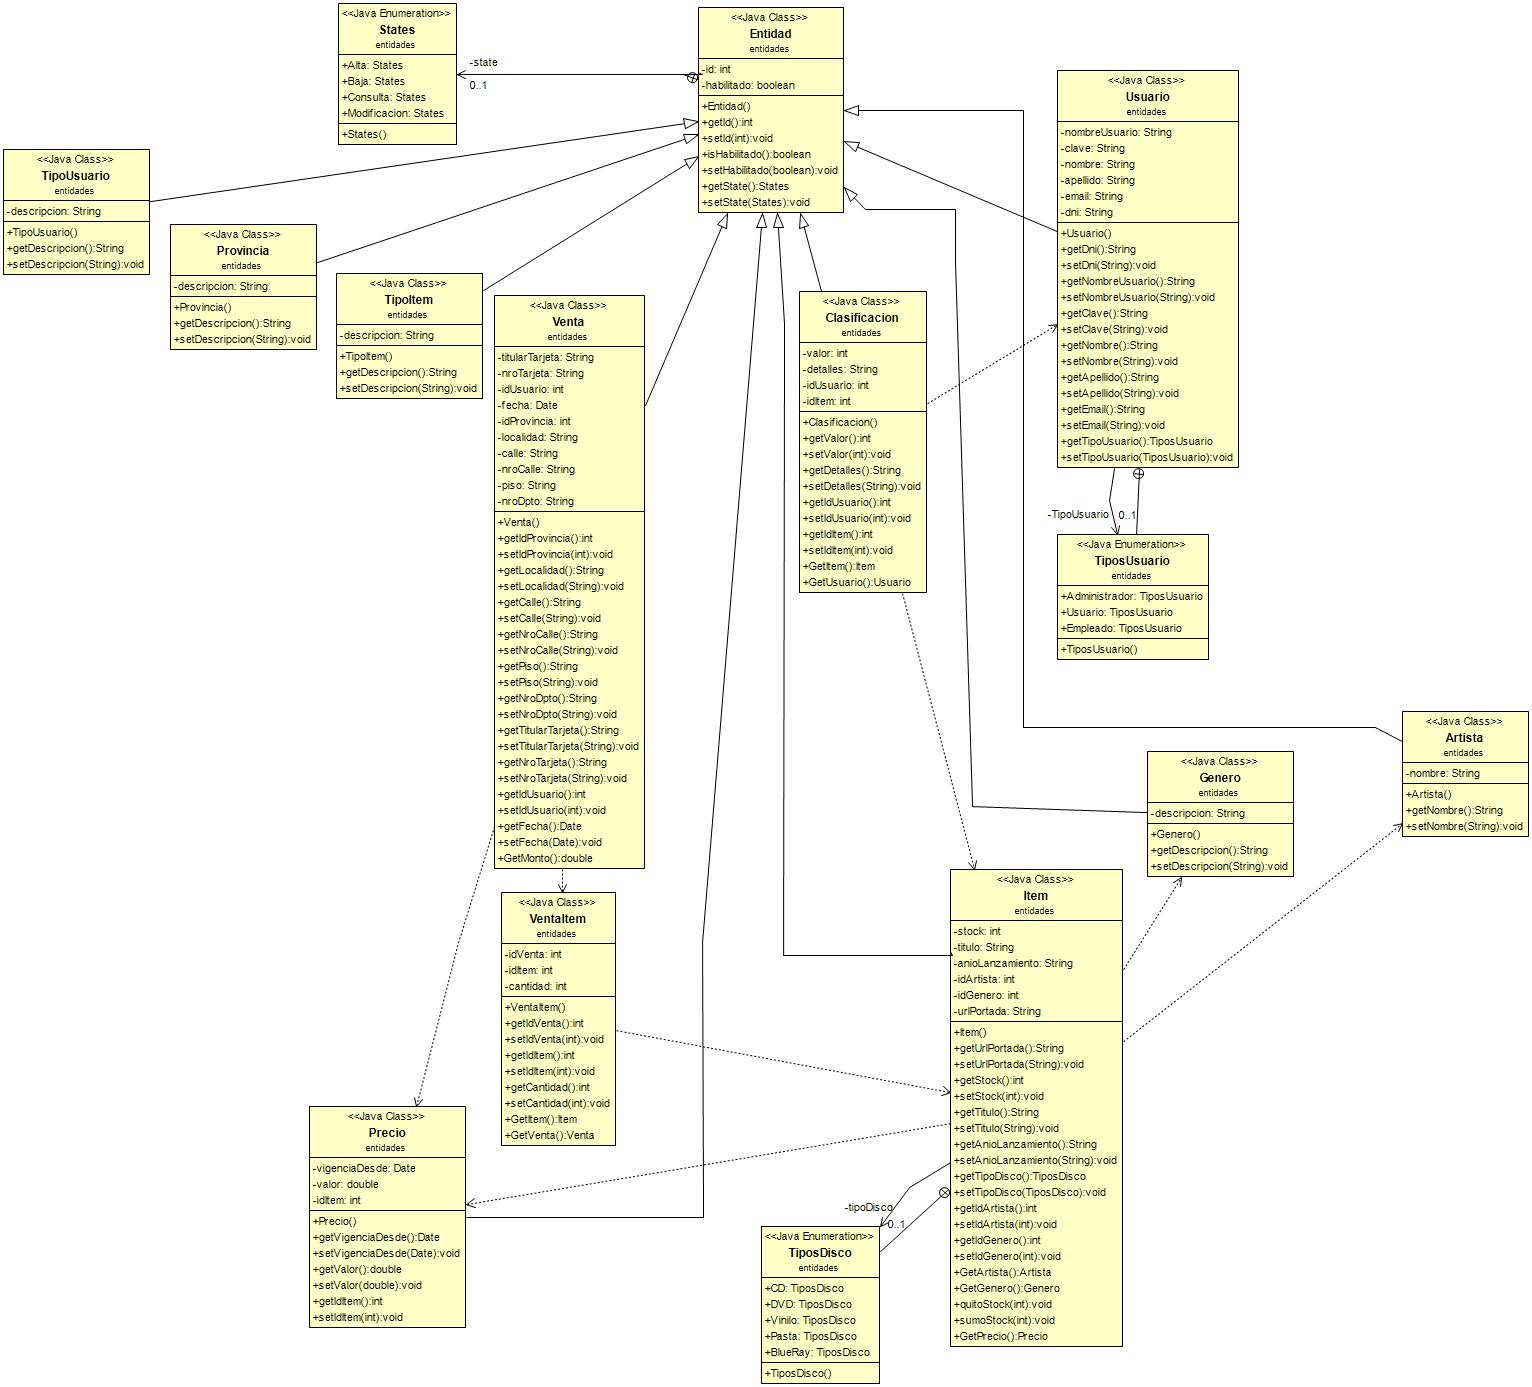 <<Java Enumeration>>
States
entidades
+Alta: States
+Baja: States
+Consulta: States
+Modificacion: States
+States()
-state
0..1
<<Java Class>>
Entidad
entidades
-id: int
-habilitado: boolean
+Entidad()
+getId():int
+setId(int):void
+isHabilitado():boolean
+setHabilitado(boolean):void
+getState():States
+setState(States):void
<<Java Class>>
Usuario
entidades
-nombreUsuario: String
-clave: String
-nombre: String
-apellido: String
-email: String
-dni: String
+Usuario()
+getDni():String
+setDni(String):void
+getNombreUsuario():String
+setNombreUsuario(String):void
+getClave():String
+setClave(String):void
+getNombre():String
+setNombre(String):void
+getApellido():String
+setApellido(String):void
+getEmail():String
+setEmail(String):void
+getTipoUsuario():TiposUsuario
+setTipoUsuario(TiposUsuario):void
<<Java Class>>
TipoUsuario
entidades
-descripcion: String
+TipoUsuario()
+getDescripcion():String
+setDescripcion(String):void
<<Java Class>>
Provincia
entidades
-descripcion: String
+Provincia()
+getDescripcion():String
+setDescripcion(String):void
<<Java Class>>
TipoItem
entidades
-descripcion: String
+TipoItem()
+getDescripcion():String
+setDescripcion(String):void
<<Java Class>>
Venta
entidades
-titularTarjeta: String
-nroTarjeta: String
-idUsuario: int
-fecha: Date
-idProvincia: int
-localidad: String
-calle: String
-nroCalle: String
-piso: String
-nroDpto: String
+Venta()
+getIdProvincia():int
+setIdProvincia(int):void
+getLocalidad():String
+setLocalidad(String):void
+getCalle():String
+setCalle(String):void
+getNroCalle():String
+setNroCalle(String):void
+getPiso():String
+setPiso(String):void
+getNroDpto():String
+setNroDpto(String):void
+getTitularTarjeta():String
+setTitularTarjeta(String):void
+getNroTarjeta():String
+setNroTarjeta(String):void
+getIdUsuario():int
+setIdUsuario(int):void
+getFecha():Date
+setFecha(Date):void
+GetMonto():double
<<Java Class>>
Clasificacion
entidades
-valor: int
-detalles: String
-idUsuario: int
-idItem: int
+Clasificacion()
+getValor():int
+setValor(int):void
+getDetalles():String
+setDetalles(String):void
+getIdUsuario():int
+setIdUsuario(int):void
+getIdItem():int
+setIdItem(int):void
+GetItem():Item
+GetUsuario():Usuario
-TipoUsuario
0..1
<<Java Enumeration>>
TiposUsuario
entidades
+Administrador: TiposUsuario
+Usuario: TiposUsuario
+Empleado: TiposUsuario
+TiposUsuario()
<<Java Class>>
Artista
entidades
-nombre: String
+Artista()
+getNombre():String
+setNombre(String):void
<<Java Class>>
Genero
entidades
-descripcion: String
+Genero()
+getDescripcion():String
+setDescripcion(String):void
<<Java Class>>
VentaItem
entidades
-idVenta: int
-idItem: int
-cantidad: int
+VentaItem()
+getIdVenta():int
+setIdVenta(int):void
+getIdItem():int
+setIdItem(int):void
+getCantidad():int
+setCantidad(int):void
+GetItem():Item
+GetVenta():Venta
<<Java Class>>
Item
entidades
-stock: int
-titulo: String
-anioLanzamiento: String
-idArtista: int
-idGenero: int
-urlPortada: String
+Item()
+getUrlPortada():String
+setUrlPortada(String):void
+getStock():int
+setStock(int):void
+getTitulo():String
+setTitulo(String):void
+getAnioLanzamiento():String
+setAnioLanzamiento(String):void
+getTipoDisco():TiposDisco
+setTipoDisco(TiposDisco):void
+getIdArtista():int
+setIdArtista(int):void
+getIdGenero():int
+setIdGenero(int):void
+GetArtista():Artista
+GetGenero():Genero
+quitoStock(int):void
+sumoStock(int):void
+GetPrecio():Precio
<<Java Class>>
Precio
entidades
-vigenciaDesde: Date
-valor: double
-idItem: int
+Precio()
+getVigenciaDesde():Date
+setVigenciaDesde(Date):void
+getValor():double
+setValor(double):void
+getIdItem():int
+setIdItem(int):void
-tipoDisco
0..1
<<Java Enumeration>>
TiposDisco
entidades
+CD: TiposDisco
+DVD: TiposDisco
+Vinilo: TiposDisco
+Pasta: TiposDisco
+BlueRay: TiposDisco
+TiposDisco()